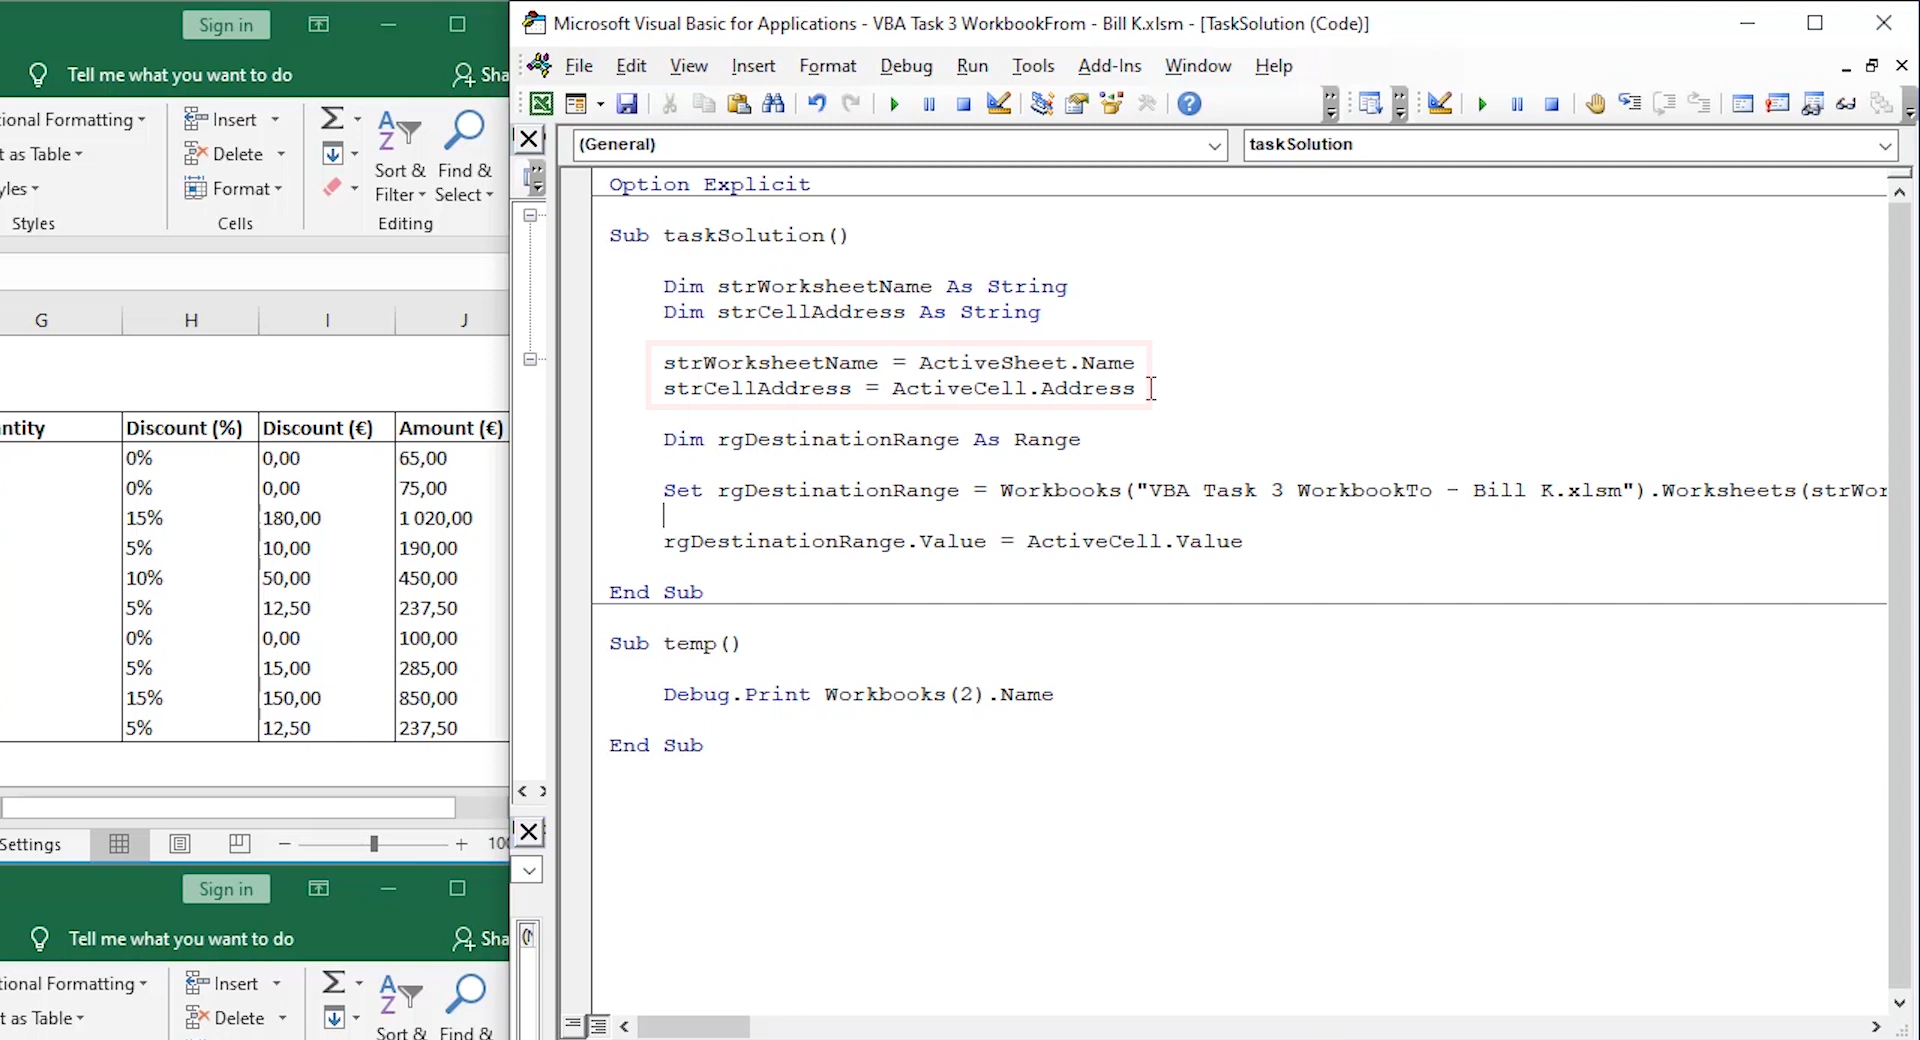 Sign in
Tell me what you want to do
Sha
ional Formatting
t as Table
yles
Styles
Insert
Delete
Format
Cells
Sort & Filter
Find & Select
Editing
G H I J
ntity Discount (%) Discount (€) Amount (€)
0% 0,00 65,00
0% 0,00 75,00
15% 180,00 1 020,00
5% 10,00 190,00
10% 50,00 450,00
5% 12,50 237,50
0% 0,00 100,00
5% 15,00 285,00
15% 150,00 850,00
5% 12,50 237,50
Settings
10
Sign in
Tell me what you want to do
Sha
ional Formatting
t as Table
Insert
Delete
Sort &
Find &
Microsoft Visual Basic for Applications - VBA Task 3 WorkbookFrom - Bill K.xlsm - [TaskSolution (Code)]
File Edit View Insert Format Debug Run Tools Add-Ins Window Help
(General) taskSolution
Option Explicit
Sub taskSolution()
Dim strWorksheetName As String
Dim strCellAddress As String
strWorksheetName = ActiveSheet.Name
strCellAddress = ActiveCell.Address
Dim rgDestinationRange As Range
Set rgDestinationRange = Workbooks("VBA Task 3 WorkbookTo - Bill K.xlsm").Worksheets(strWor
rgDestinationRange.Value = ActiveCell.Value
End Sub
Sub temp()
Debug.Print Workbooks(2).Name
End Sub